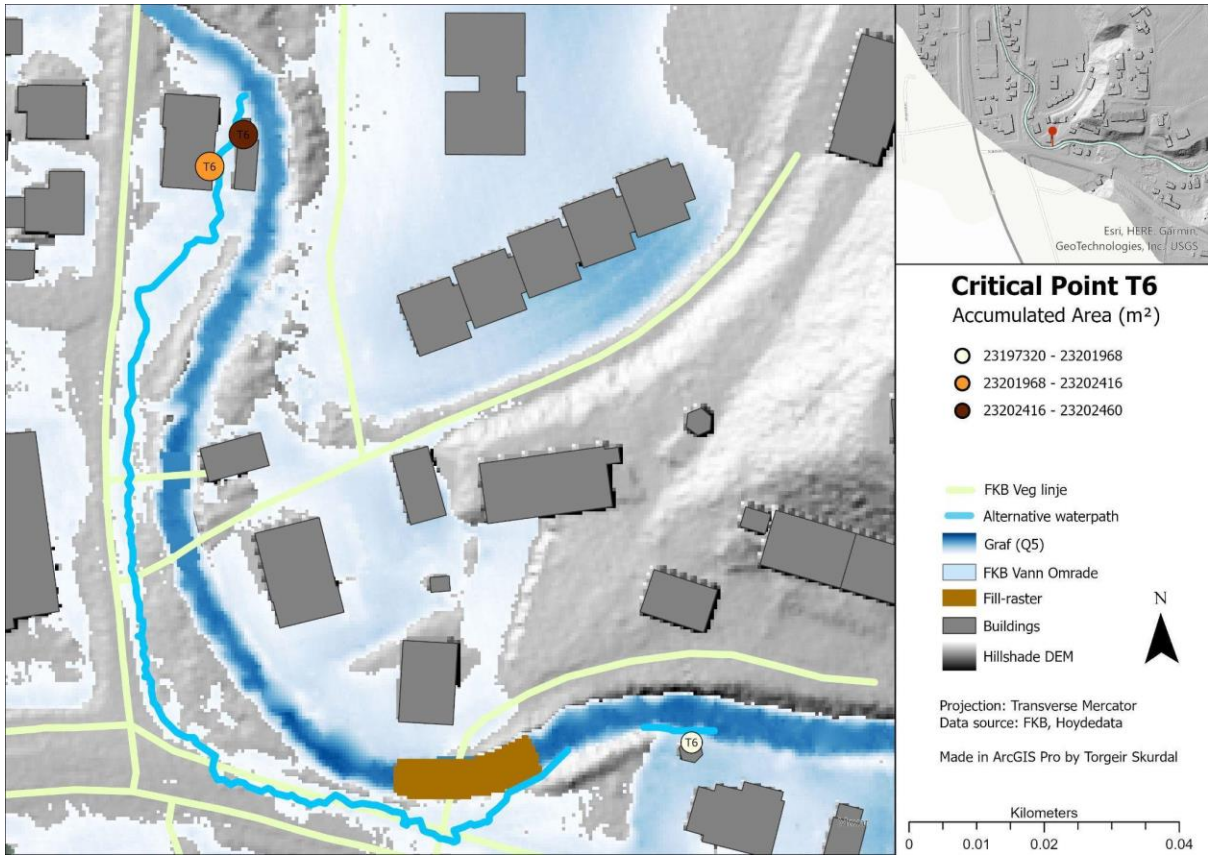 T6
T6
T6
Esri, HERE, Garmin,
GeoTechnologies, Inc., USGS
Critical Point T6
Accumulated Area (m²)
23197320 - 23201968
23201968 - 23202416
23202416 - 23202460
FKB Veg linje
Alternative waterpath
Graf (Q5)
FKB Vann Omrade
Fill-raster
Buildings
Hillshade DEM
N
Projection: Transverse Mercator
Data source: FKB, Hoydedata
Made in ArcGIS Pro by Torgeir Skurdal
Kilometers
0 0.01 0.02 0.04